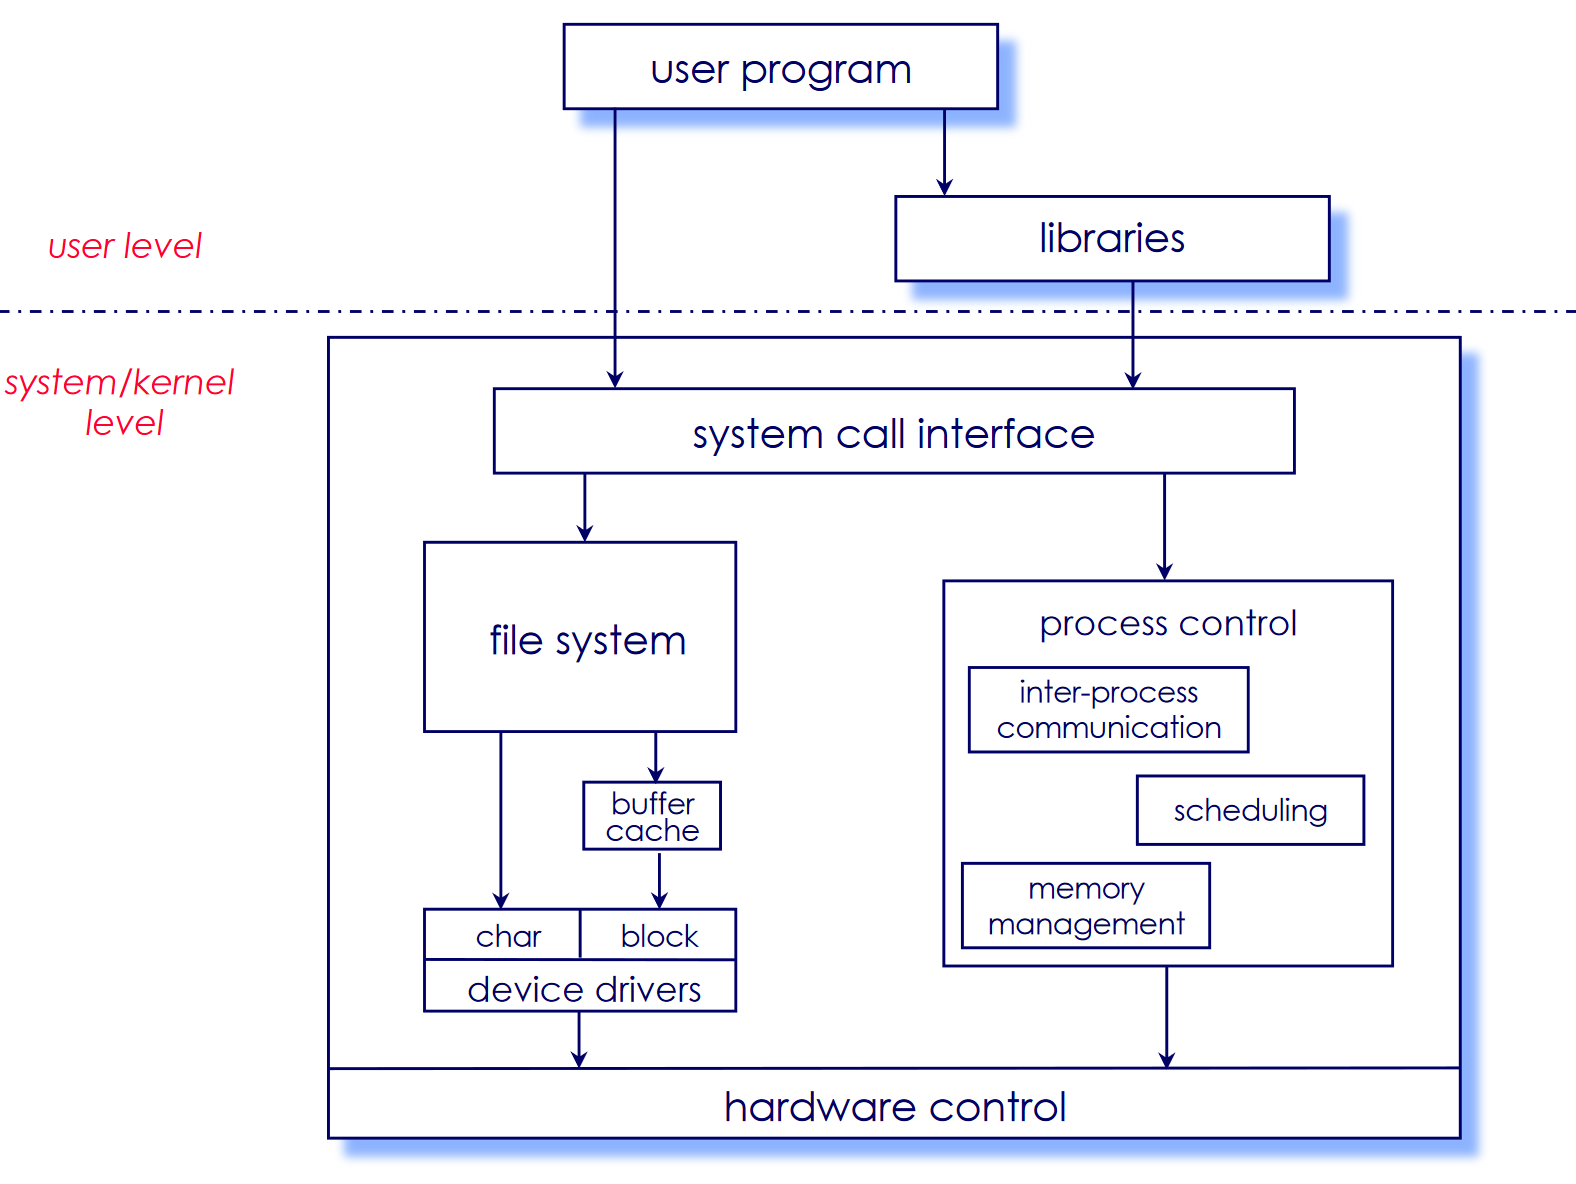 user program
libraries
user level
system/kernel
level
system call interface
file system
process control
inter-process
communication
buffer
cache
scheduling
memory
management
char
block
device drivers
hardware control